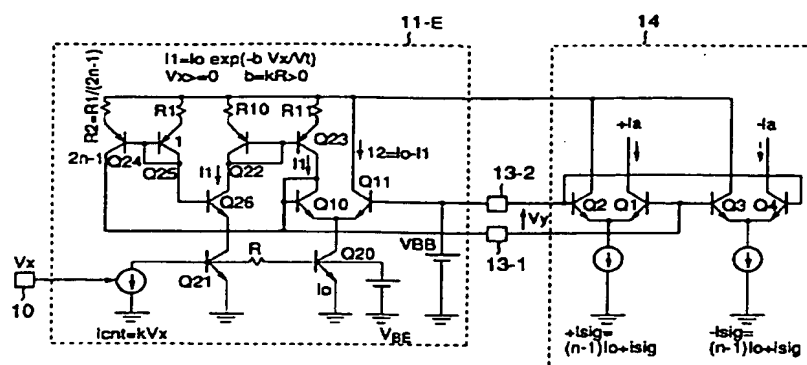 11-E
14
I1=Io exp(-b Vx/Vt)
Vx>=0 b=kR>0
R2=R1/(2n-1)
R1
R10
R11
+Ia
-Ia
1
Q23
2n-1
Q24
Q25
I1
Q22
I1
I2=Io-I1
Q11
13-2
Q26
Q10
Q2
Q1
Q3
Q4
Vy
VBB
13-1
Vx
R
Q20
Q21
Io
10
Icnt=kVx
VBE
+Isig=
(n-1)Io+isig
-Isig=
(n-1)Io+isig